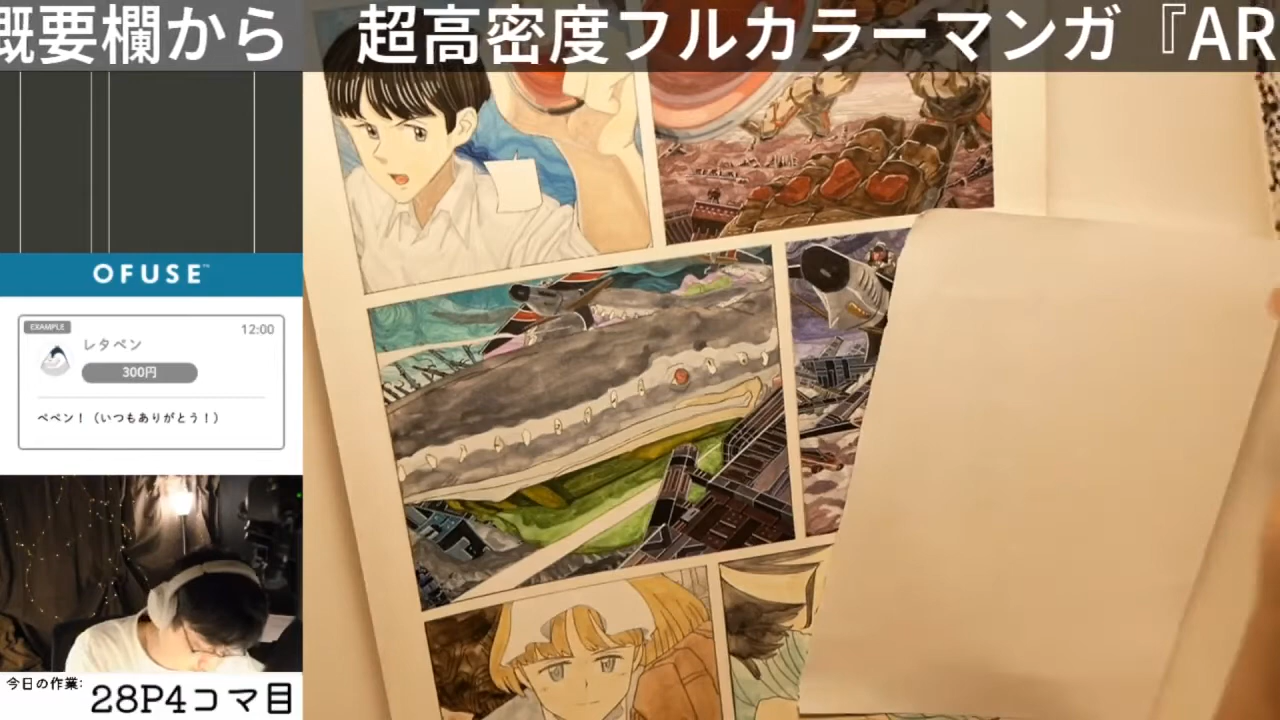 概要欄から 超高密度フルカラーマンガ『AR
OFUSE™
EXAMPLE
12:00
レタペン
300円
ペペン！（いつもありがとう！）
今日の作業:
28P4コマ目